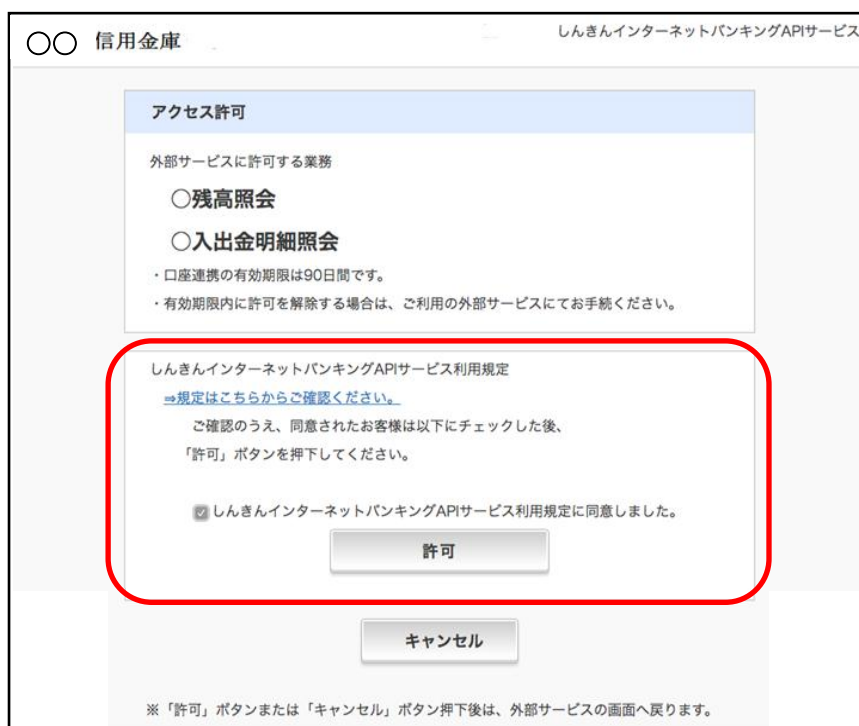 ○○ 信用金庫
しんきんインターネットバンキングAPIサービス
アクセス許可
外部サービスに許可する業務
○残高照会
○入出金明細照会
・口座連携の有効期限は90日間です。
・有効期限内に許可を解除する場合は、ご利用の外部サービスにてお手続ください。
しんきんインターネットバンキングAPIサービス利用規定
⇒規定はこちらからご確認ください。
ご確認のうえ、同意されたお客様は以下にチェックした後、
「許可」ボタンを押下してください。
しんきんインターネットバンキングAPIサービス利用規定に同意しました。
許可
キャンセル
※「許可」ボタンまたは「キャンセル」ボタン押下後は、外部サービスの画面へ戻ります。